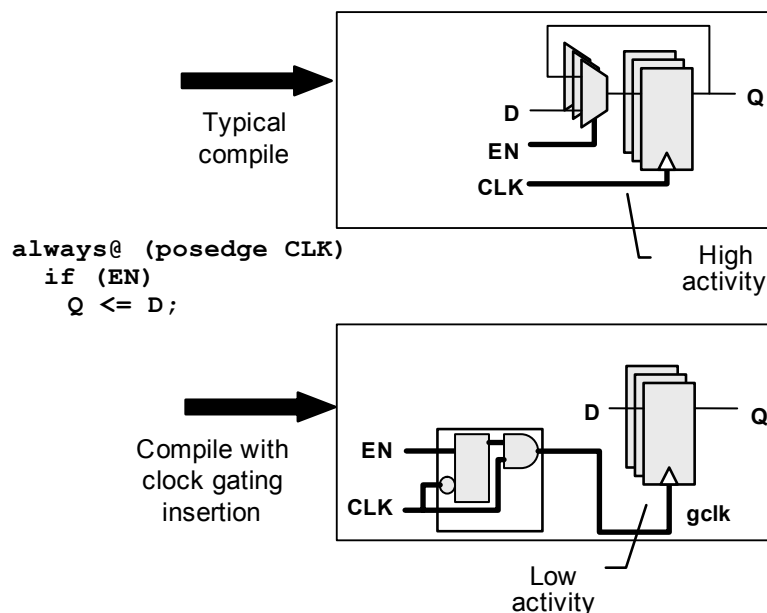 Typical
compile
D
EN
CLK
Q
High
activity
always@ (posedge CLK)
if (EN)
Q <= D;
Compile with
clock gating
insertion
EN
CLK
D
Q
gclk
Low
activity